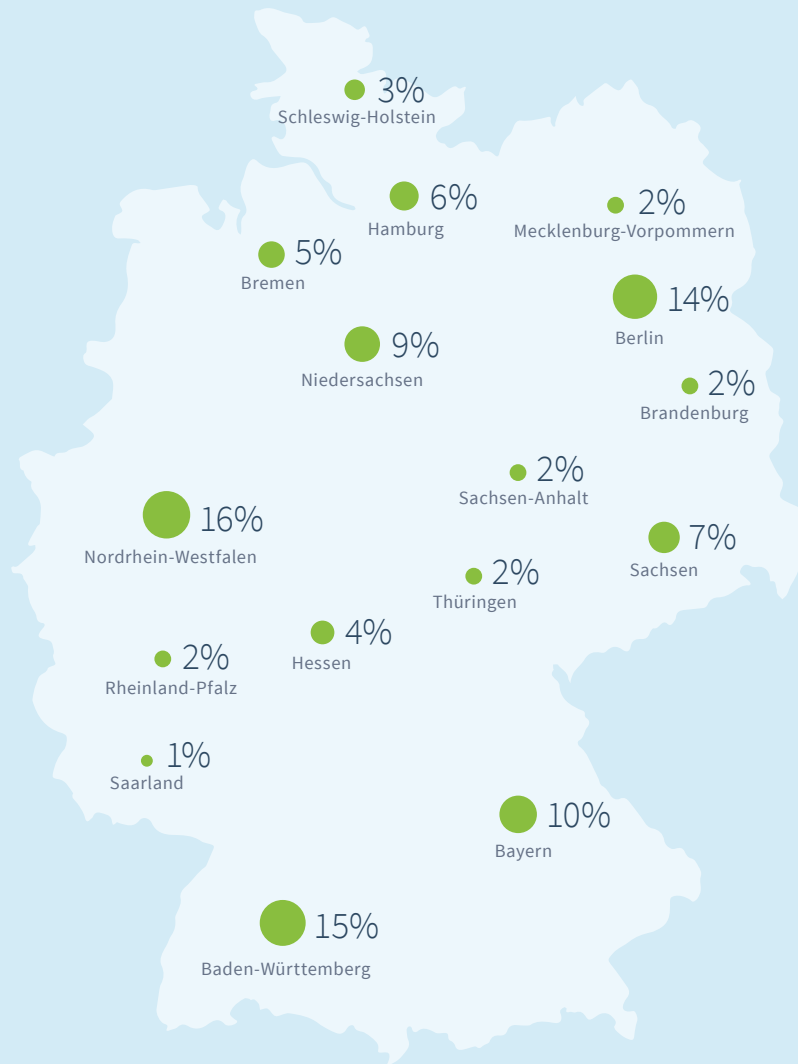 3%
Schleswig-Holstein
6%
Hamburg
2%
Mecklenburg-Vorpommern
5%
Bremen
14%
Berlin
9%
Niedersachsen
2%
Brandenburg
2%
Sachsen-Anhalt
16%
Nordrhein-Westfalen
7%
Sachsen
2%
Thüringen
4%
Hessen
2%
Rheinland-Pfalz
1%
Saarland
10%
Bayern
15%
Baden-Württemberg